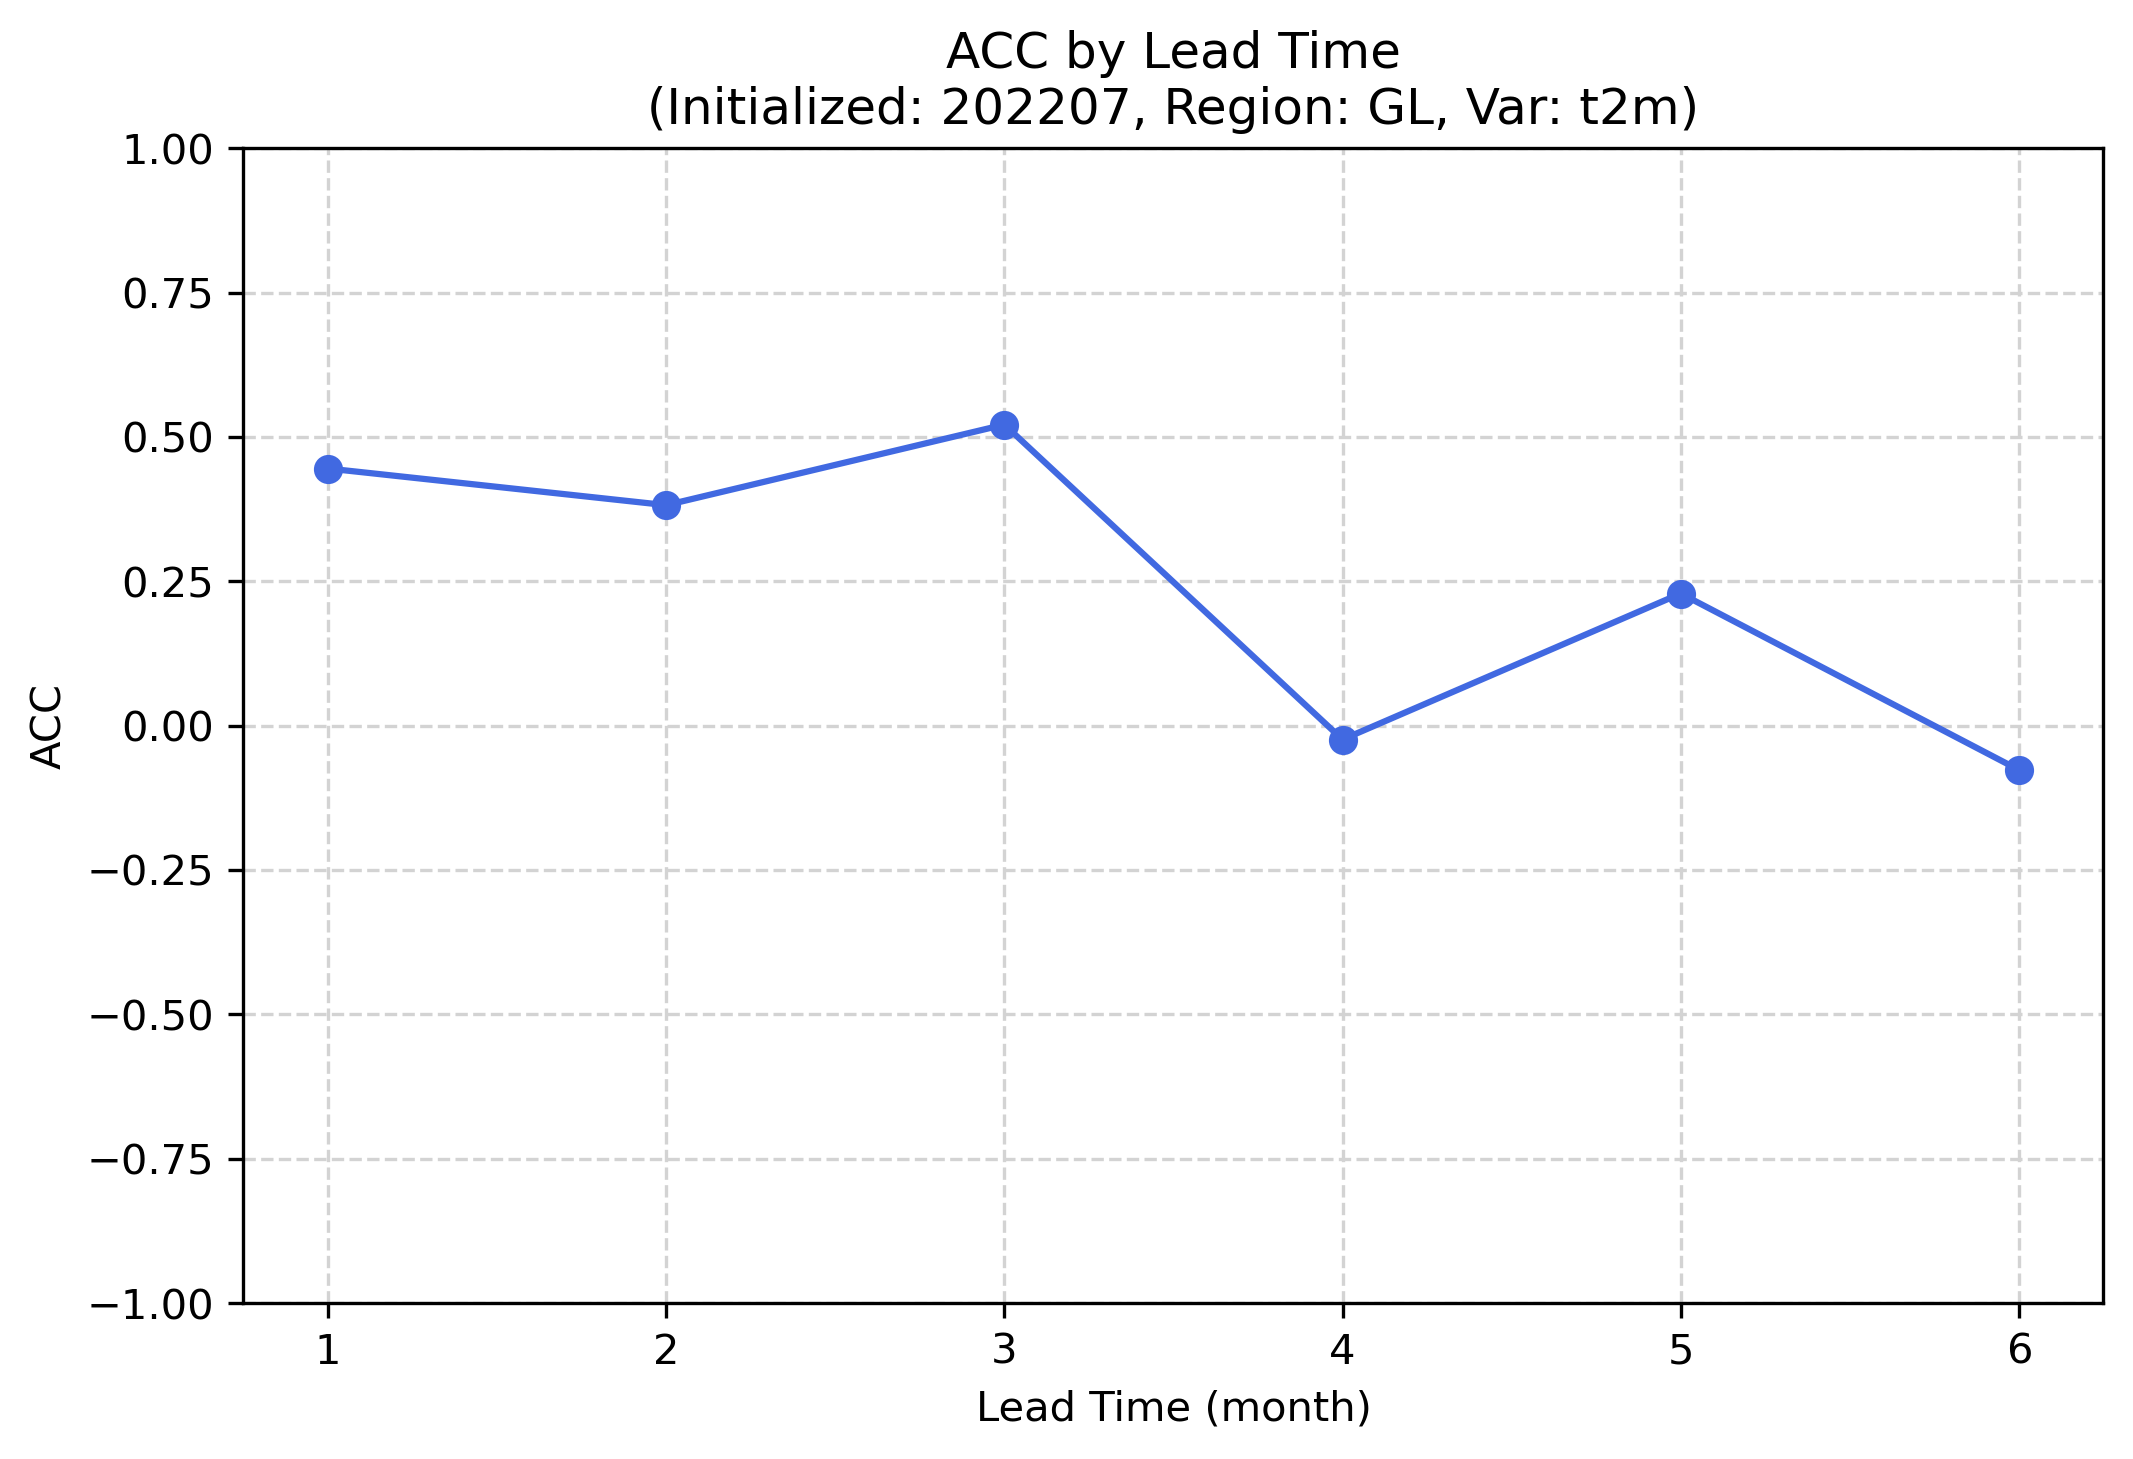 ACC by Lead Time
(Initialized: 202207, Region: GL, Var: t2m)
1.00
0.75
0.50
0.25
0.00
−0.25
−0.50
−0.75
−1.00
ACC
1 2 3 4 5 6
Lead Time (month)